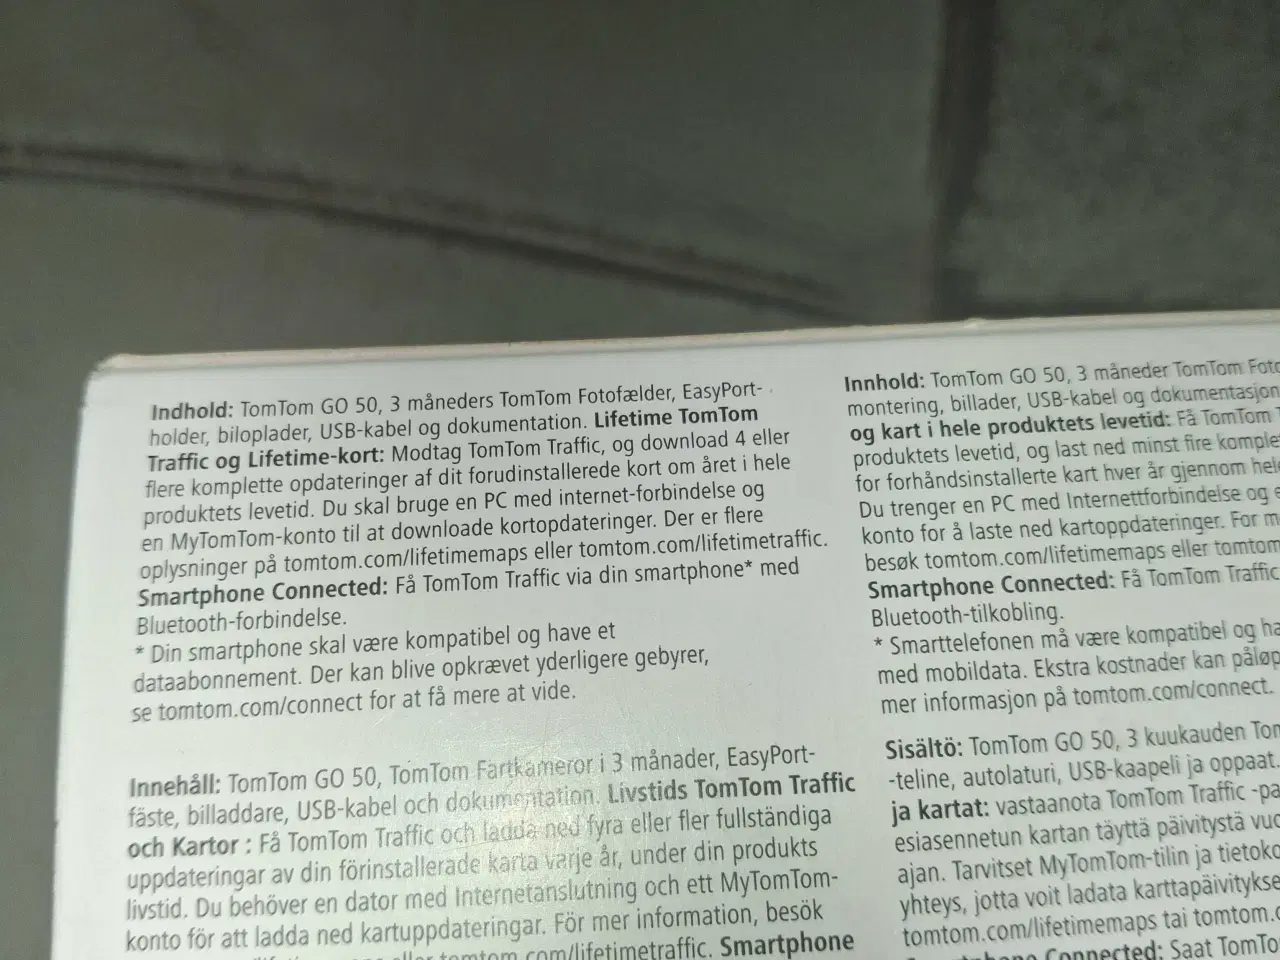 Indhold: TomTom GO 50, 3 måneders TomTom Fotofælder, EasyPort-
holder, biloplader, USB-kabel og dokumentation. Lifetime TomTom
Traffic og Lifetime-kort: Modtag TomTom Traffic, og download 4 eller
flere komplette opdateringer af dit forudinstallerede kort om året i hele
produktets levetid. Du skal bruge en PC med internet-forbindelse og
en MyTomTom-konto til at downloade kortopdateringer. Der er flere
oplysninger på tomtom.com/lifetimemaps eller tomtom.com/lifetimetraffic.
Smartphone Connected: Få TomTom Traffic via din smartphone* med
Bluetooth-forbindelse.
* Din smartphone skal være kompatibel og have et
dataabonnement. Der kan blive opkrævet yderligere gebyrer,
se tomtom.com/connect for at få mere at vide.
Innehåll: TomTom GO 50, TomTom Fartkameror i 3 månader, EasyPort-
fäste, billaddare, USB-kabel och dokumentation. Livstids TomTom Traffic
och Kartor : Få TomTom Traffic och ladda ned fyra eller fler fullständiga
uppdateringar av din förinstallerade karta varje år, under din produkts
livstid. Du behöver en dator med Internetanslutning och ett MyTomTom-
konto för att ladda ned kartuppdateringar. För mer information, besök
tomtom.com/lifetimetraffic. Smartphone
Innhold: TomTom GO 50, 3 måneder TomTom
montering, billader, USB-kabel og dokumentasjon
og kart i hele produktets levetid: Få TomTom
produktets levetid, og last ned minst fire
for forhåndsinstallerte kart hver år gjennom
Du trenger en PC med Internettforbindelse og
konto for å laste ned kartoppdateringer. For
besøk tomtom.com/lifetimemaps eller
Smartphone Connected: Få TomTom Traffic
Bluetooth-tilkobling.
* Smarttelefonen må være kompatibel og
med mobildata. Ekstra kostnader kan
mer informasjon på tomtom.com/connect.
Sisältö: TomTom GO 50, 3 kuukauden
-teline, autolaturi, USB-kaapeli ja oppaat.
ja kartat: vastaanota TomTom Traffic
esiasennetun kartan täyttä päivitystä
ajan. Tarvitset MyTomTom-tilin ja
yhteys, jotta voit ladata
tomtom.com/lifetimemaps tai
Connected: Saat